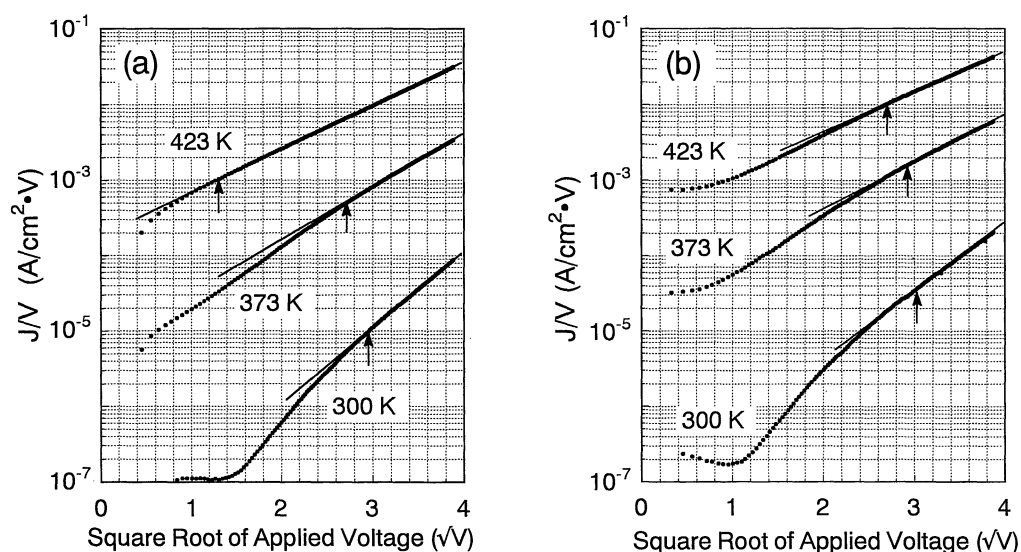 (a)
10⁻¹
10⁻³
10⁻⁵
10⁻⁷
J/V (A/cm²•V)
423 K
373 K
300 K
0 1 2 3 4
Square Root of Applied Voltage (√V)
(b)
10⁻¹
10⁻³
10⁻⁵
10⁻⁷
J/V (A/cm²•V)
423 K
373 K
300 K
0 1 2 3 4
Square Root of Applied Voltage (√V)